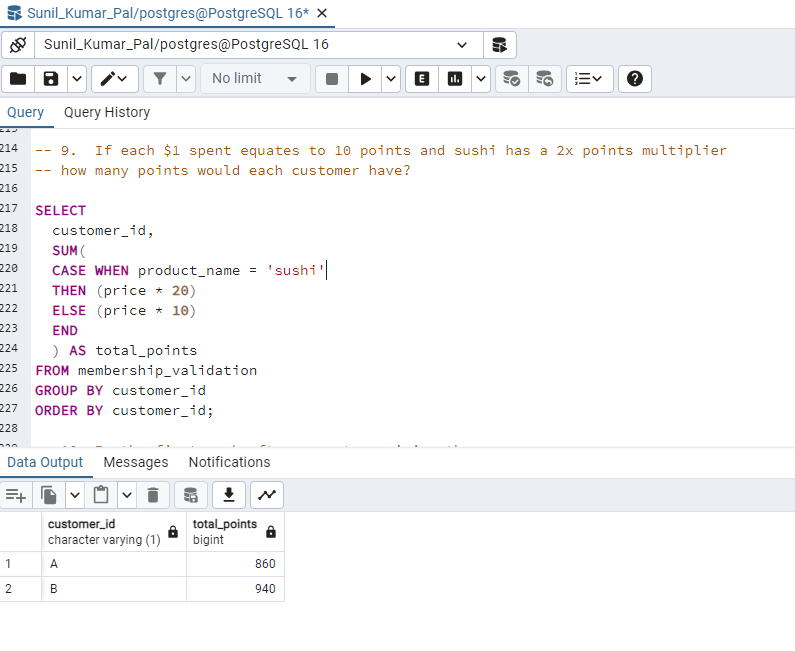 Sunil_Kumar_Pal/postgres@PostgreSQL 16*
Sunil_Kumar_Pal/postgres@PostgreSQL 16
No limit
Query Query History
214 -- 9.  If each $1 spent equates to 10 points and sushi has a 2x points multiplier
215 -- how many points would each customer have?
216
217 SELECT
218   customer_id,
219   SUM(
220   CASE WHEN product_name = 'sushi'
221   THEN (price * 20)
222   ELSE (price * 10)
223   END
224   ) AS total_points
225 FROM membership_validation
226 GROUP BY customer_id
227 ORDER BY customer_id;
228
Data Output Messages Notifications
customer_id total_points
character varying (1) bigint
1 A 860
2 B 940